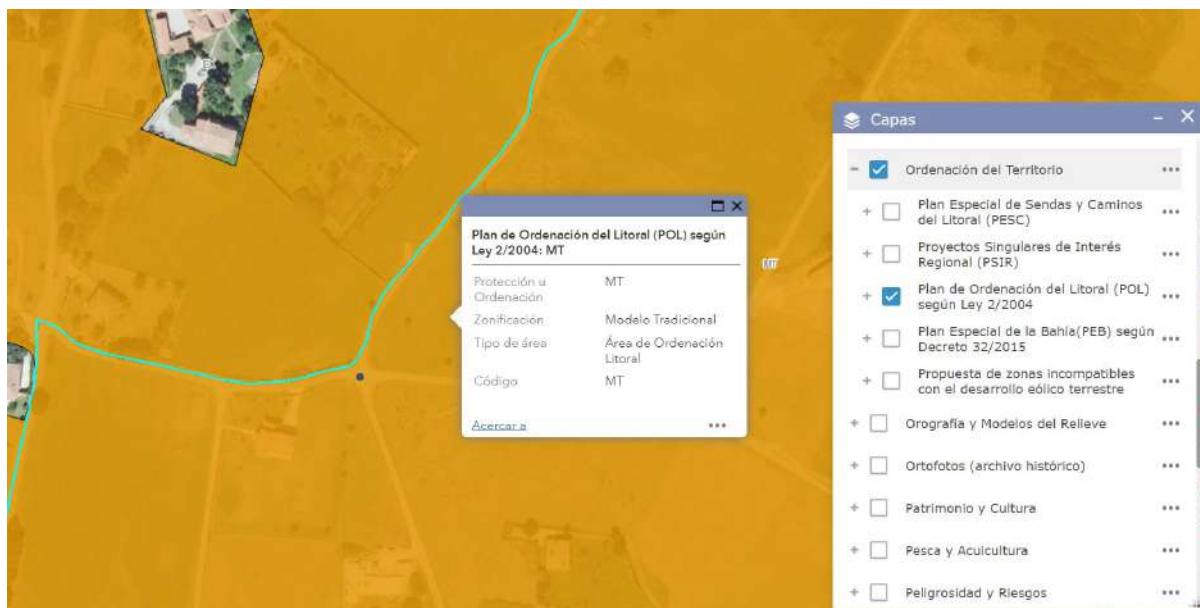 E
MT
Plan de Ordenación del Litoral (POL) según
Ley 2/2004: MT
Protección u
Ordenación
MT
Zonificación
Modelo Tradicional
Tipo de área
Área de Ordenación
Litoral
Código
MT
Acercar a
Capas
Ordenación del Territorio
Plan Especial de Sendas y Caminos
del Litoral (PESC)
Proyectos Singulares de Interés
Regional (PSIR)
Plan de Ordenación del Litoral (POL)
según Ley 2/2004
Plan Especial de la Bahía(PEB) según
Decreto 32/2015
Propuesta de zonas incompatibles
con el desarrollo eólico terrestre
Orografía y Modelos del Relieve
Ortofotos (archivo histórico)
Patrimonio y Cultura
Pesca y Acuicultura
Peligrosidad y Riesgos